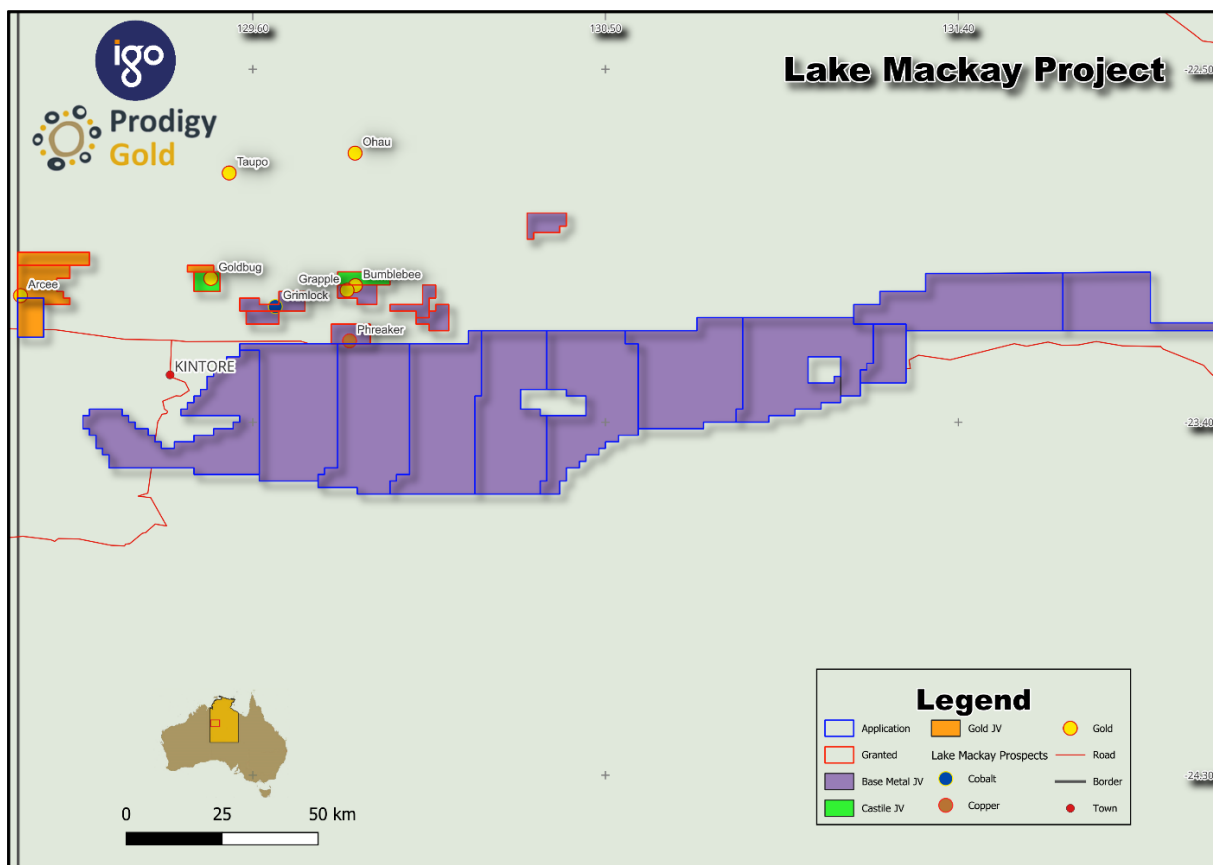 129.60
130.50
131.40
igo
Lake Mackay Project
-22.50
Prodigy
Gold
Ohau
Taupo
Goldbug
Bumblebee
Grapple
Arcee
Grimlock
Phreaker
KINTORE
-23.40
Legend
Application
Gold JV
Gold
Granted
Lake Mackay Prospects
Road
Base Metal JV
Cobalt
Border
Castile JV
Copper
Town
-24.30
0 25 50 km